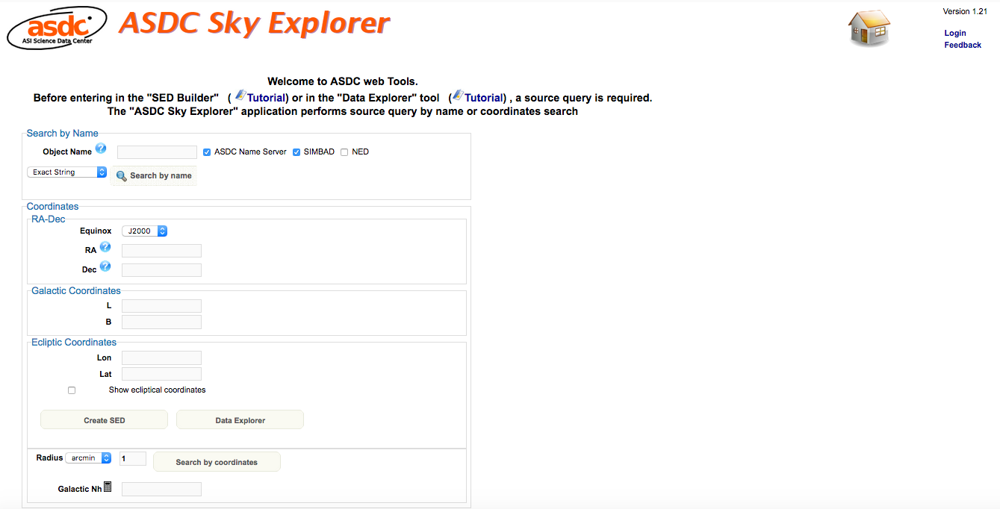 asdc
ASI Science Data Center
ASDC Sky Explorer
Version 1.21
Login
Feedback
Welcome to ASDC web Tools.
Before entering in the "SED Builder" ( Tutorial) or in the "Data Explorer" tool ( Tutorial) , a source query is required.
The "ASDC Sky Explorer" application performs source query by name or coordinates search
Search by Name
Object Name ? ASDC Name Server SIMBAD NED
Exact String Search by name
Coordinates
RA-Dec
Equinox J2000
RA ?
Dec ?
Galactic Coordinates
L
B
Ecliptic Coordinates
Lon
Lat
Show ecliptical coordinates
Create SED Data Explorer
Radius arcmin 1 Search by coordinates
Galactic Nh